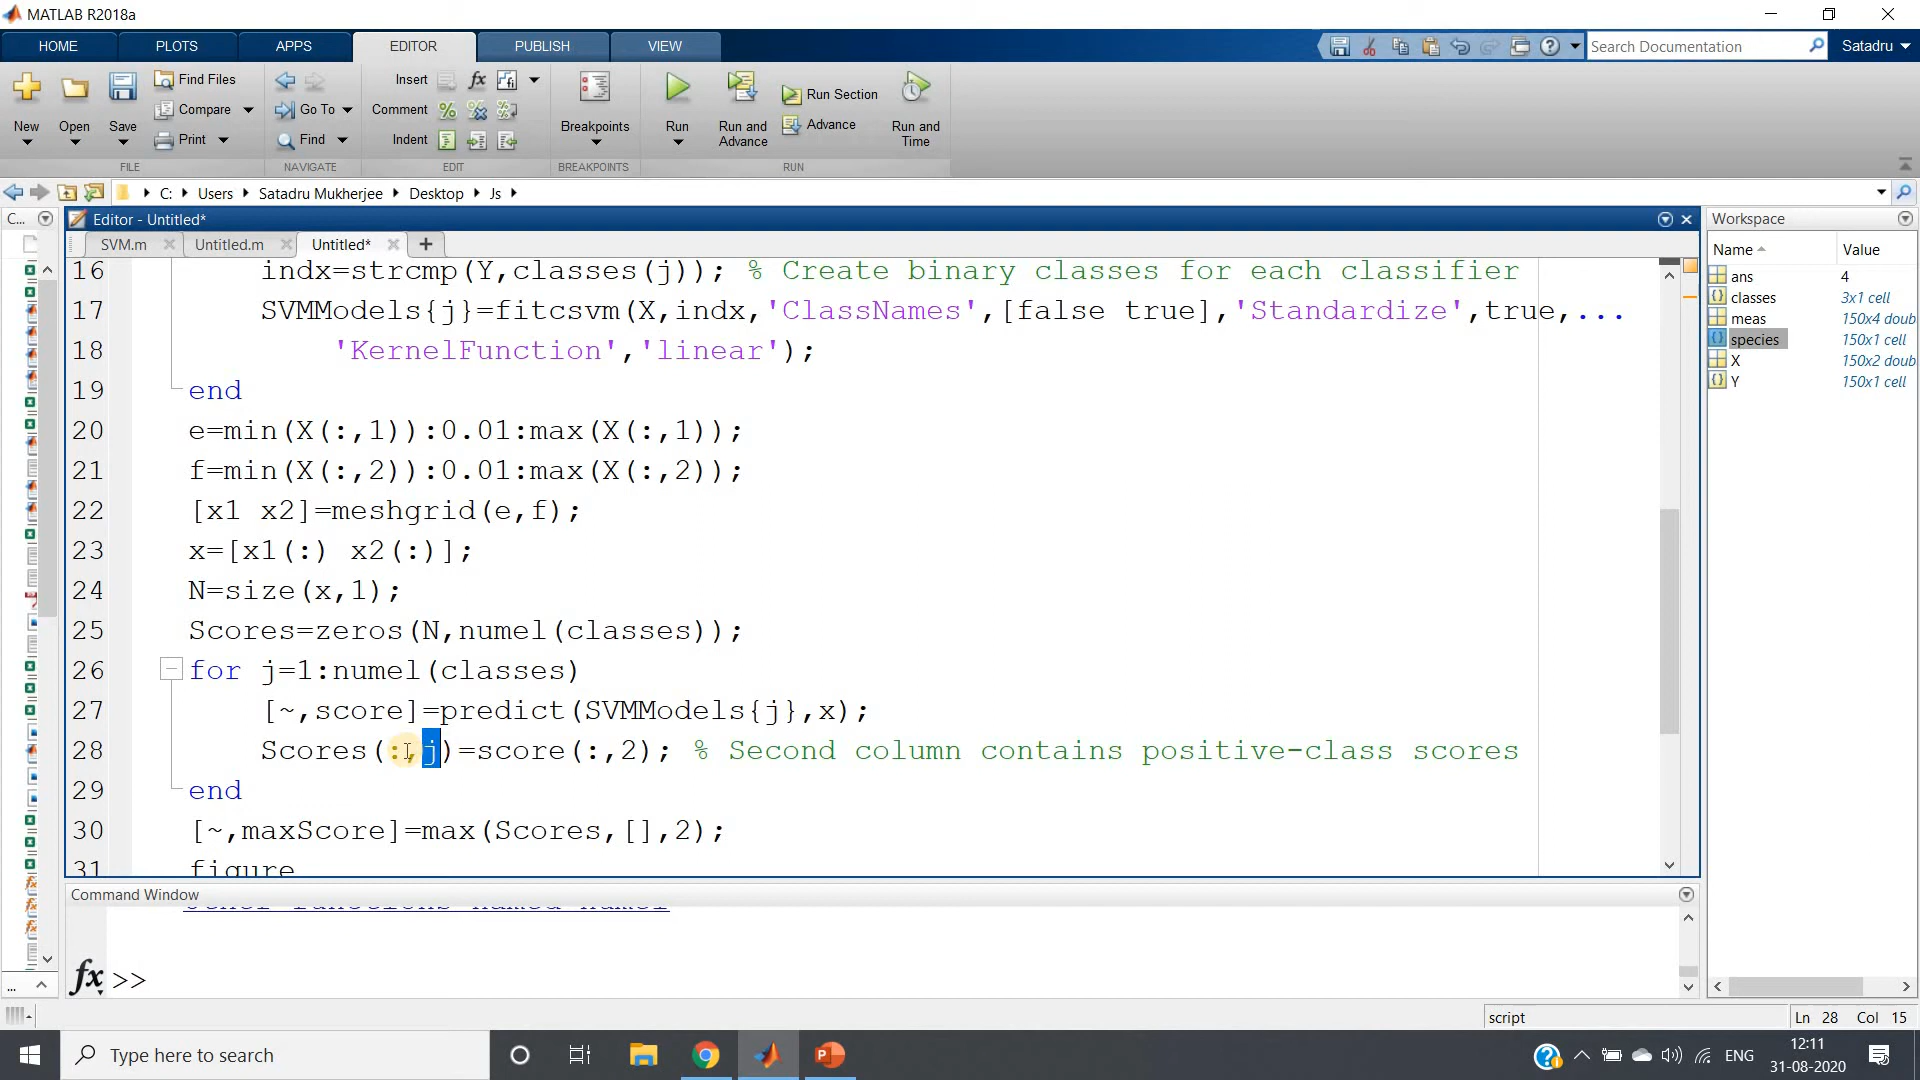 MATLAB R2018a
HOME PLOTS APPS EDITOR PUBLISH VIEW
Search Documentation
Satadru
New
Open
Save
Find Files
Compare
Print
FILE
Go To
Find
NAVIGATE
Insert fx
Comment
Indent
EDIT
Breakpoints
BREAKPOINTS
Run
Run and Advance
Run Section
Advance
Run and Time
RUN
C: Users Satadru Mukherjee Desktop Js
C...
Editor - Untitled*
SVM.m Untitled.m Untitled* +
16 indx=strcmp(Y,classes(j)); % Create binary classes for each classifier
17 SVMModels{j}=fitcsvm(X,indx,'ClassNames',[false true],'Standardize',true,...
18 'KernelFunction','linear');
19 end
20 e=min(X(:,1)):0.01:max(X(:,1));
21 f=min(X(:,2)):0.01:max(X(:,2));
22 [x1 x2]=meshgrid(e,f);
23 x=[x1(:) x2(:)];
24 N=size(x,1);
25 Scores=zeros(N,numel(classes));
26 for j=1:numel(classes)
27 [~,score]=predict(SVMModels{j},x);
28 Scores(:,j)=score(:,2); % Second column contains positive-class scores
29 end
30 [~,maxScore]=max(Scores,[],2);
31 figure
Workspace
Name Value
ans 4
classes 3x1 cell
meas 150x4 doub
species 150x1 cell
X 150x2 doub
Y 150x1 cell
Command Window
Other functions named numel
fx >>
...
script
Ln 28 Col 15
Type here to search
ENG
12:11
31-08-2020